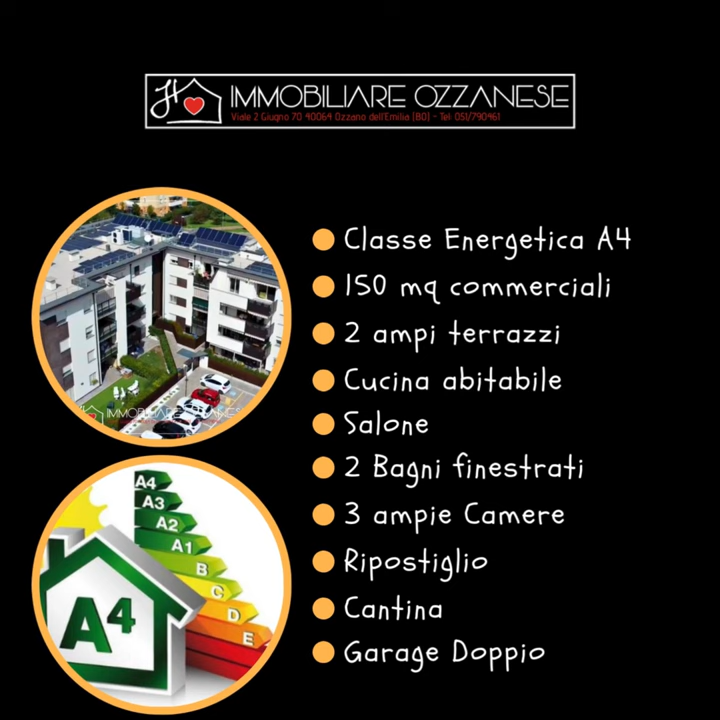 IMMOBILIARE OZZANESE
Viale 2 Giugno 70 40064 Ozzano dell'Emilia (BO) - Tel: 051/790461
Classe Energetica A4
150 mq commerciali
2 ampi terrazzi
Cucina abitabile
Salone
2 Bagni finestrati
3 ampie Camere
Ripostiglio
Cantina
Garage Doppio
IMMOBILIARE OZZANESE
A4
A3
A2
A1
B
C
D
E
A4